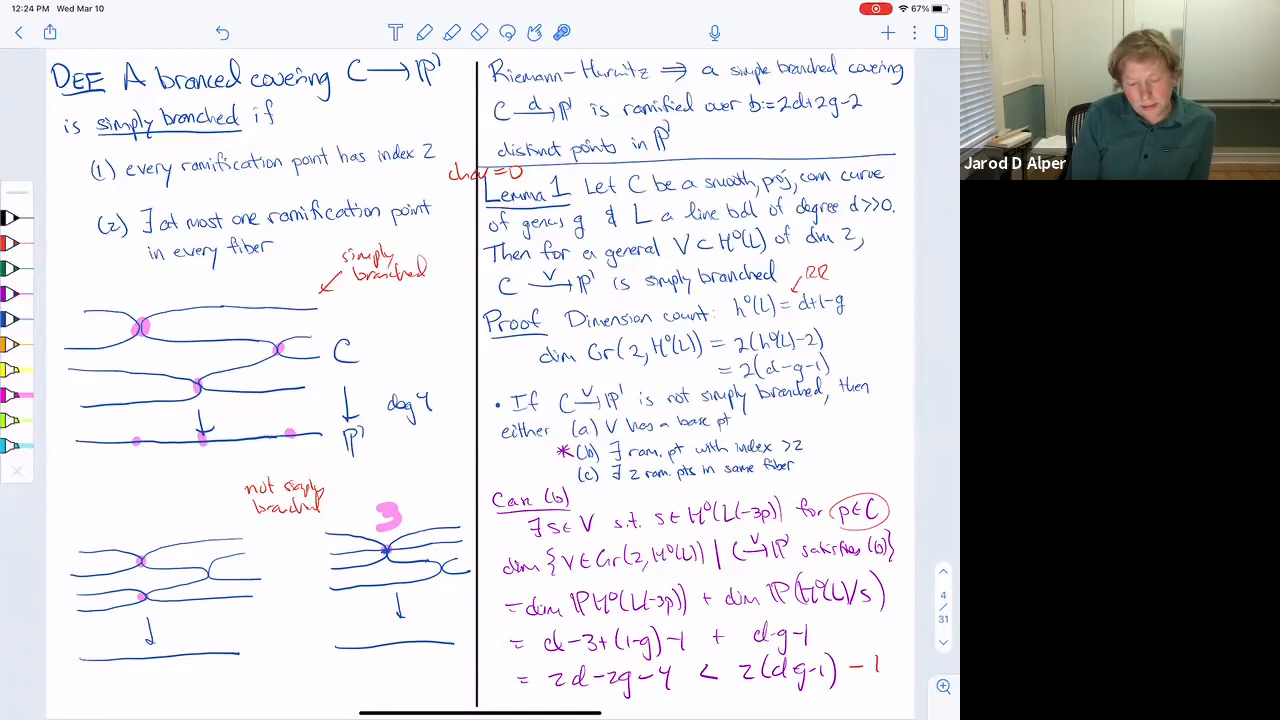 12:24 PM Wed Mar 10
67%
DEF A branced covering C → P¹
is simply branched if
(1) every ramification point has index 2
(2) ∃ at most one ramification point
in every fiber
simply
branched
C
deg 4
P¹
not simply
branched
3
Riemann-Hurwitz ⟹ a simple branched covering
C →ᵈ P¹ is ramified over b:=2d+2g-2
distinct points in P¹
char=0
Lemma 1 Let C be a smooth, proj, conn curve
of genus g & L a line bdl of degree d>>0.
Then for a general V ⊂ H⁰(L) of dim 2,
C →ⱽ P¹ is simply branched
RR
Proof Dimension count: h⁰(L) = d+1-g
dim Gr(2, H⁰(L)) = 2(h⁰(L)-2)
= 2(d-g-1)
• If C →ⱽ P¹ is not simply branched, then
either (a) V has a base pt
*(b) ∃ ram. pt with index >2
(c) ∃ 2 ram. pts in same fiber
Case (b)
∃ s ∈ V s.t. s ∈ H⁰(L(-3p)) for p ∈ C
dim {V ∈ Gr(2, H⁰(L)) | C →ⱽ P¹ satisfies (b)}
= dim P H⁰(L(-3p)) + dim P(H⁰(L)/s)
= d-3+(1-g)-1 + d-g-1
= 2d-2g-4 < 2(d-g-1) -1
4
/
31
Jarod D Alper